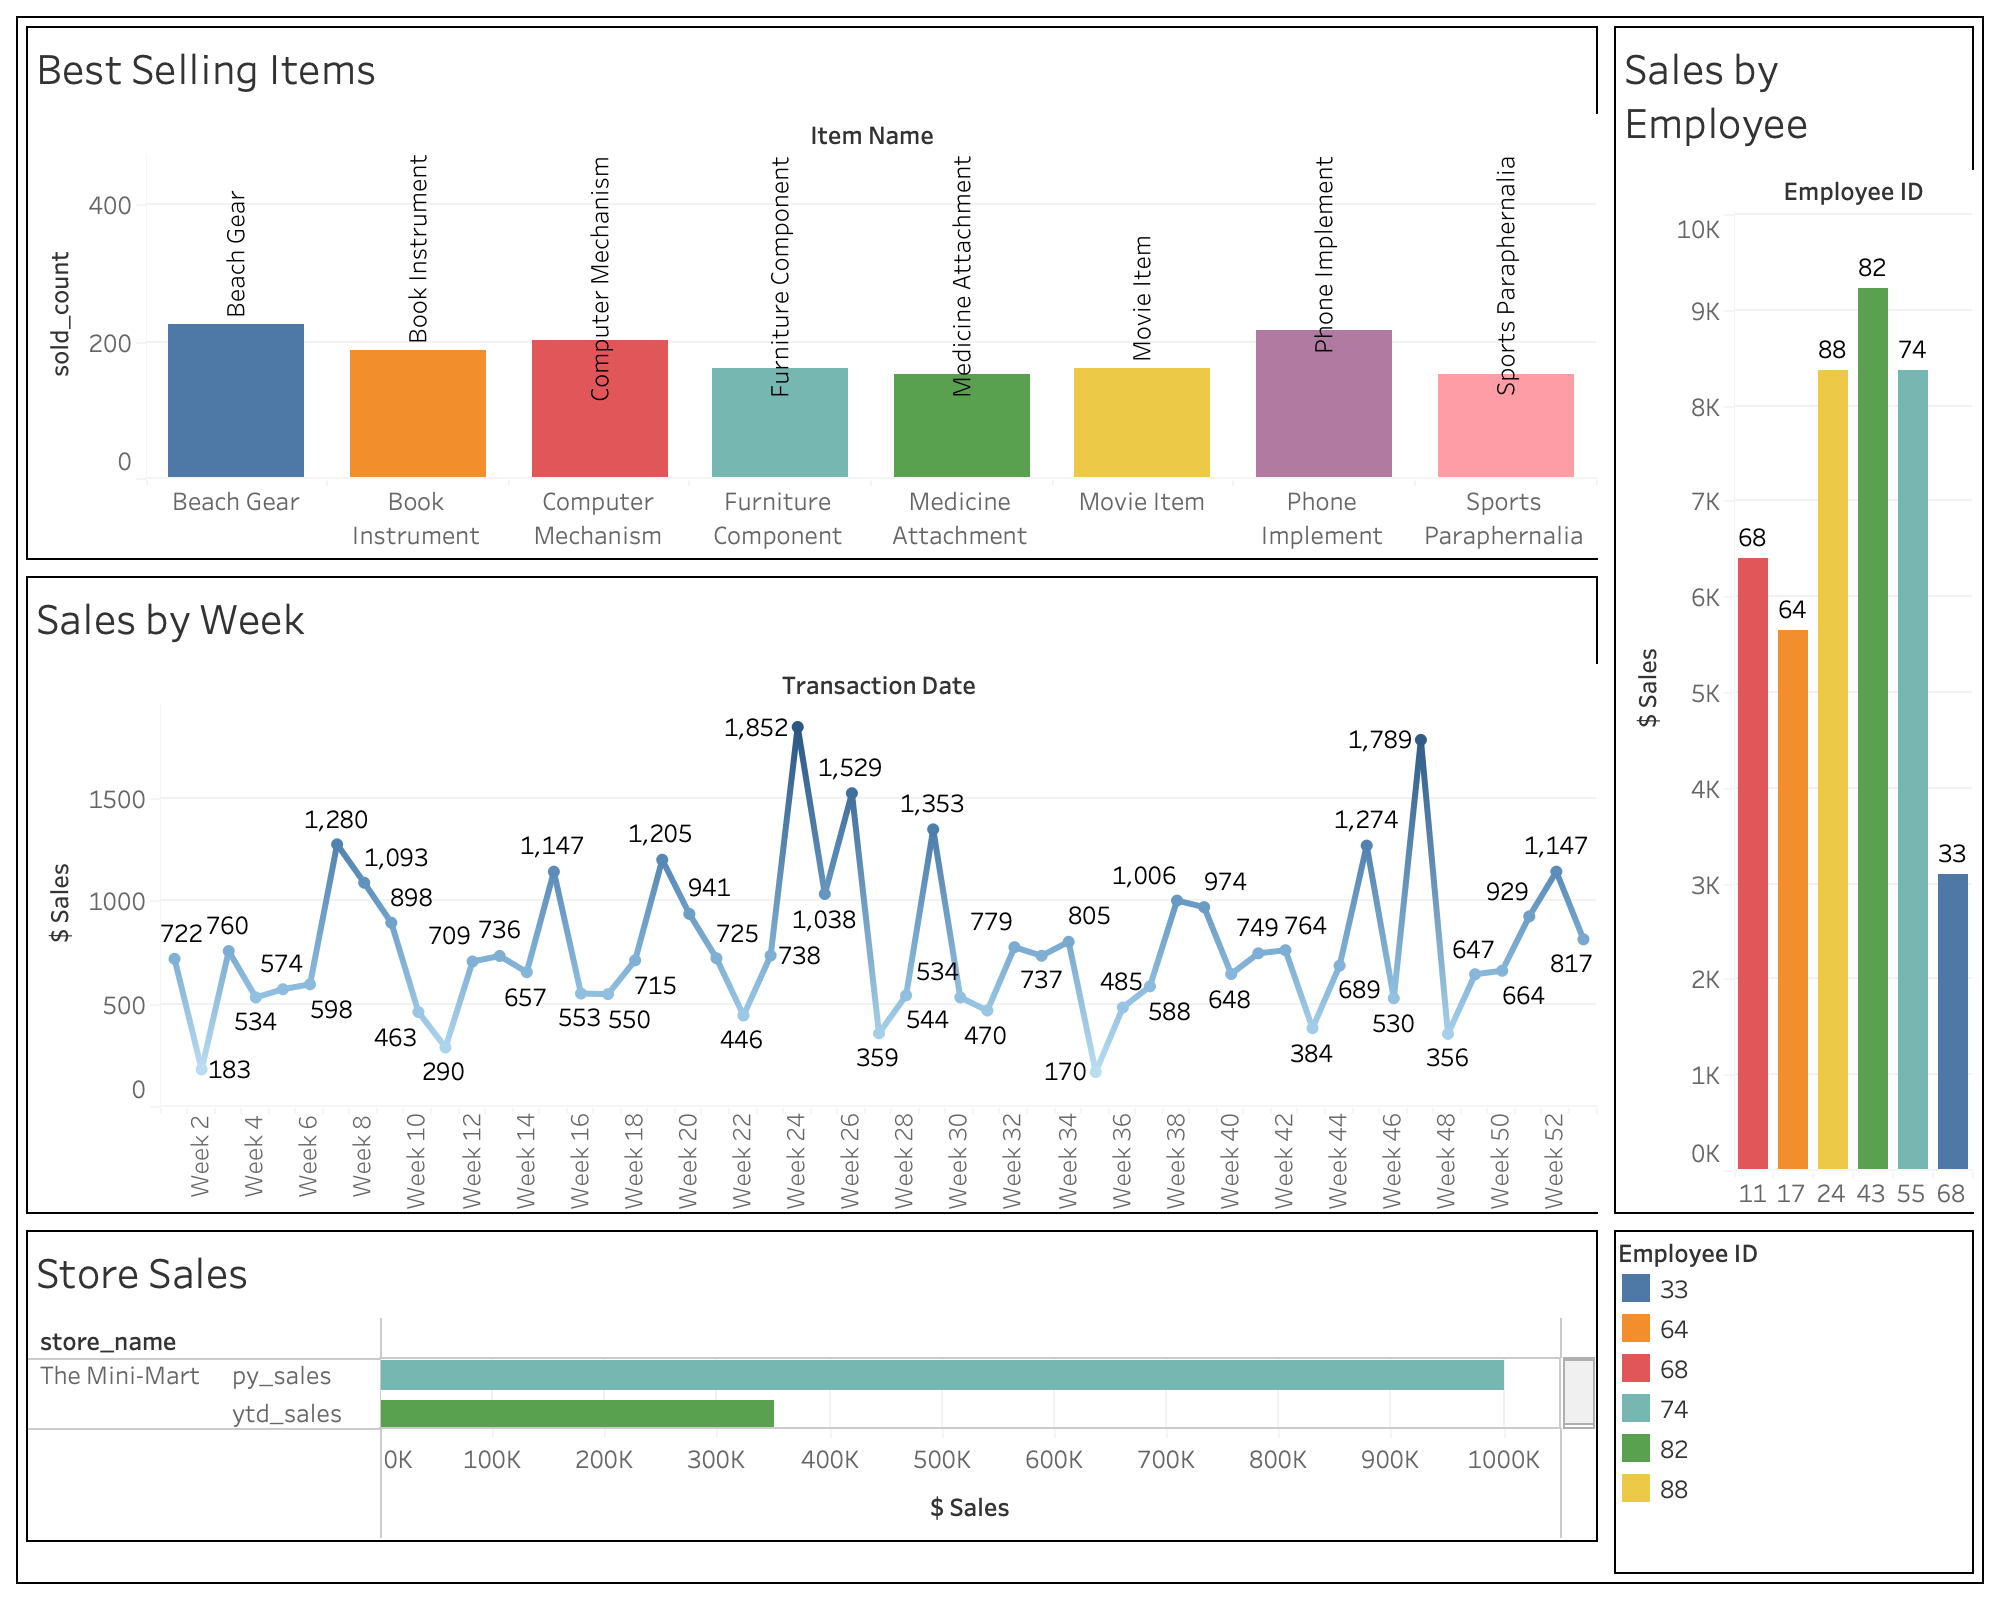 Best Selling Items
Item Name
sold_count
400
200
0
Beach Gear
Book Instrument
Computer Mechanism
Furniture Component
Medicine Attachment
Movie Item
Phone Implement
Sports Paraphernalia
Beach Gear
Book
Instrument
Computer
Mechanism
Furniture
Component
Medicine
Attachment
Movie Item
Phone
Implement
Sports
Paraphernalia
Sales by Week
Transaction Date
$ Sales
1500
1000
500
0
722
183
760
534
574
598
1,280
1,093
898
463
290
709
736
657
1,147
553
550
715
1,205
941
725
446
738
1,852
1,038
1,529
359
544
1,353
534
470
779
737
805
170
485
588
1,006
974
648
749
764
384
689
1,274
530
1,789
356
647
664
929
1,147
817
Week 2
Week 4
Week 6
Week 8
Week 10
Week 12
Week 14
Week 16
Week 18
Week 20
Week 22
Week 24
Week 26
Week 28
Week 30
Week 32
Week 34
Week 36
Week 38
Week 40
Week 42
Week 44
Week 46
Week 48
Week 50
Week 52
Store Sales
store_name
The Mini-Mart py_sales
ytd_sales
0K 100K 200K 300K 400K 500K 600K 700K 800K 900K 1000K
$ Sales
Sales by
Employee
Employee ID
$ Sales
10K
9K
8K
7K
6K
5K
4K
3K
2K
1K
0K
68
64
88
82
74
33
11 17 24 43 55 68
Employee ID
33
64
68
74
82
88